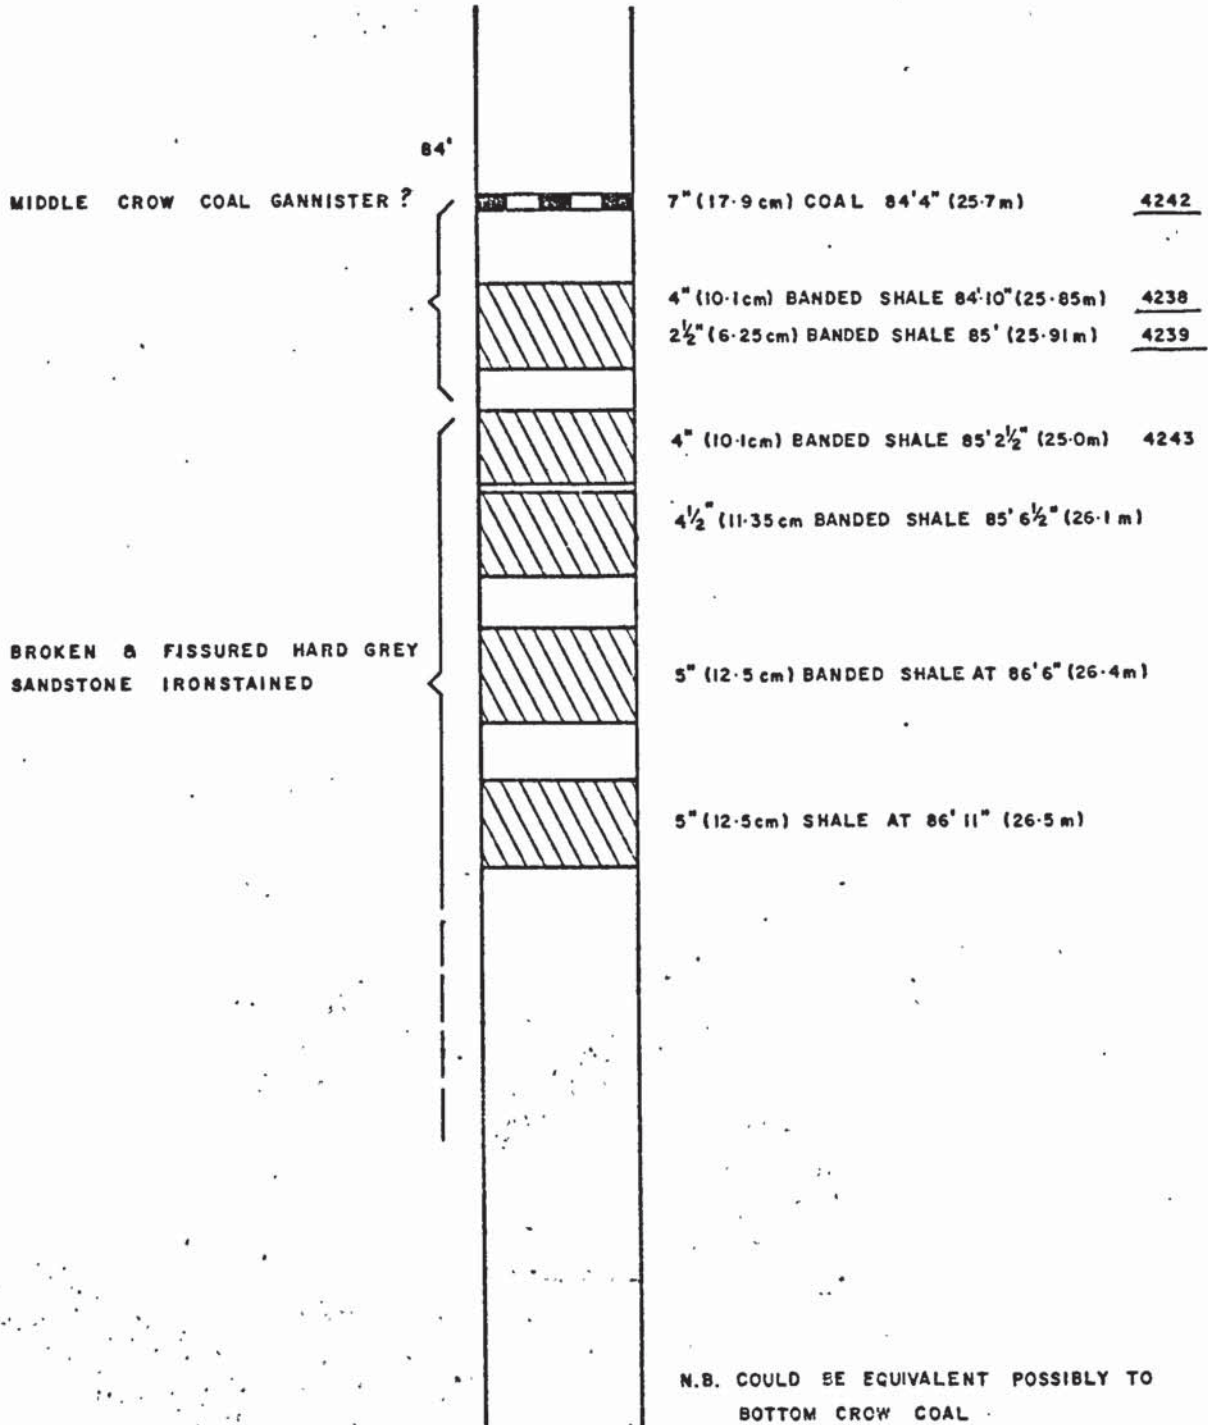 84'
MIDDLE CROW COAL GANNISTER ?
7" (17·9 cm) COAL 84'4" (25·7m) 4242
4" (10·1cm) BANDED SHALE 84'·10" (25·85m) 4238
2½" (6·25cm) BANDED SHALE 85' (25·91m) 4239
4" (10·1cm) BANDED SHALE 85' 2½" (25·0m) 4243
4½" (11·35cm BANDED SHALE 85' 6½" (26·1 m)
BROKEN & FISSURED HARD GREY
SANDSTONE IRONSTAINED
5" (12·5 cm) BANDED SHALE AT 86'6" (26·4m)
5" (12·5cm) SHALE AT 86' 11" (26·5 m)
N.B. COULD BE EQUIVALENT POSSIBLY TO
BOTTOM CROW COAL